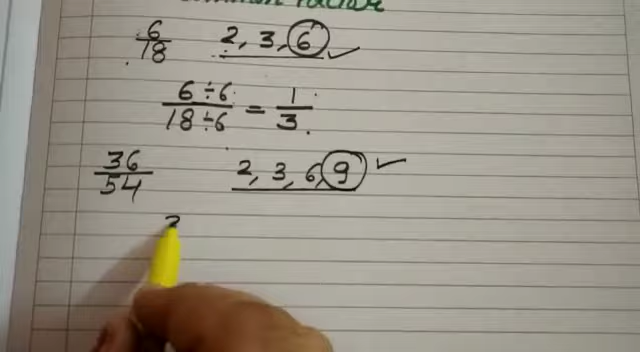 6/18 2, 3, 6 ✓
6÷6/18÷6 = 1/3
36/54 2, 3, 6, 9 ✓